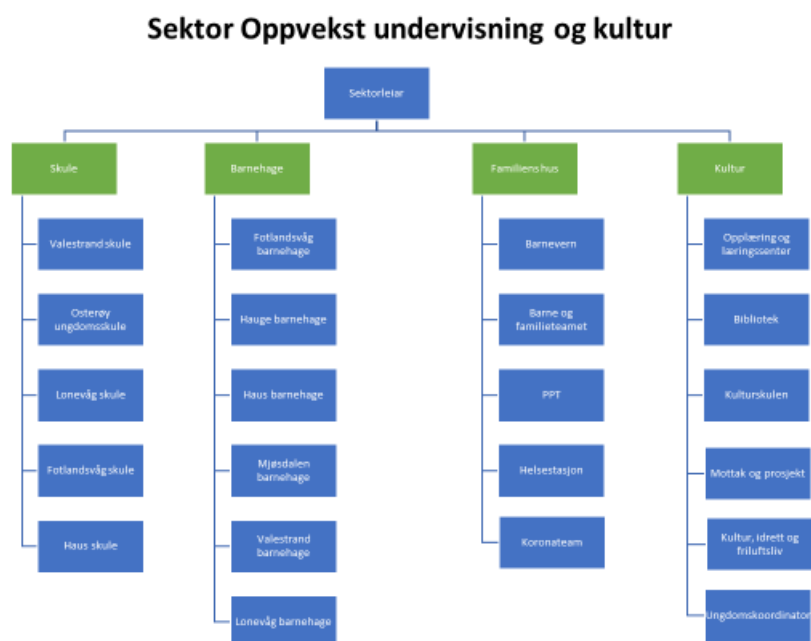 Sektor Oppvekst undervisning og kultur
Sektorleiar
Skule
Barnehage
Familiens hus
Kultur
Valestrand skule
Osterøy
ungdomsskule
Lonevåg skule
Fotlandsvåg skule
Haus skule
Fotlandsvåg
barnehage
Hauge barnehage
Haus barnehage
Mjøsdalen
barnehage
Valestrand
barnehage
Lonevåg barnehage
Barnevern
Barne og
familieteamet
PPT
Helsestasjon
Koronateam
Opplæring og
læringssenter
Bibliotek
Kulturskulen
Mottak og prosjekt
Kultur, idrett og
friluftsliv
Ungdomskoordinator